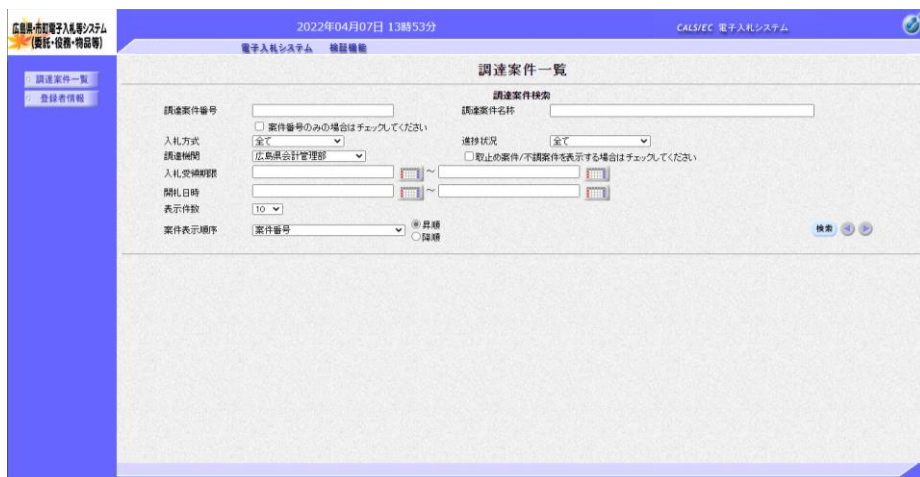 広島県・市町電子入札等システム
(委託・役務・物品等)
2022年04月07日 13時53分
CALS/EC 電子入札システム
電子入札システム 検証機能
調達案件一覧
登録者情報
調達案件一覧
調達案件検索
調達案件番号
調達案件名称
案件番号のみの場合はチェックしてください
入札方式 全て
進捗状況 全て
調達機関 広島県会計管理部
取止め案件/不調案件を表示する場合はチェックしてください
入札受領期限 ~
開札日時 ~
表示件数 10
案件表示順序 案件番号
昇順
降順
検索